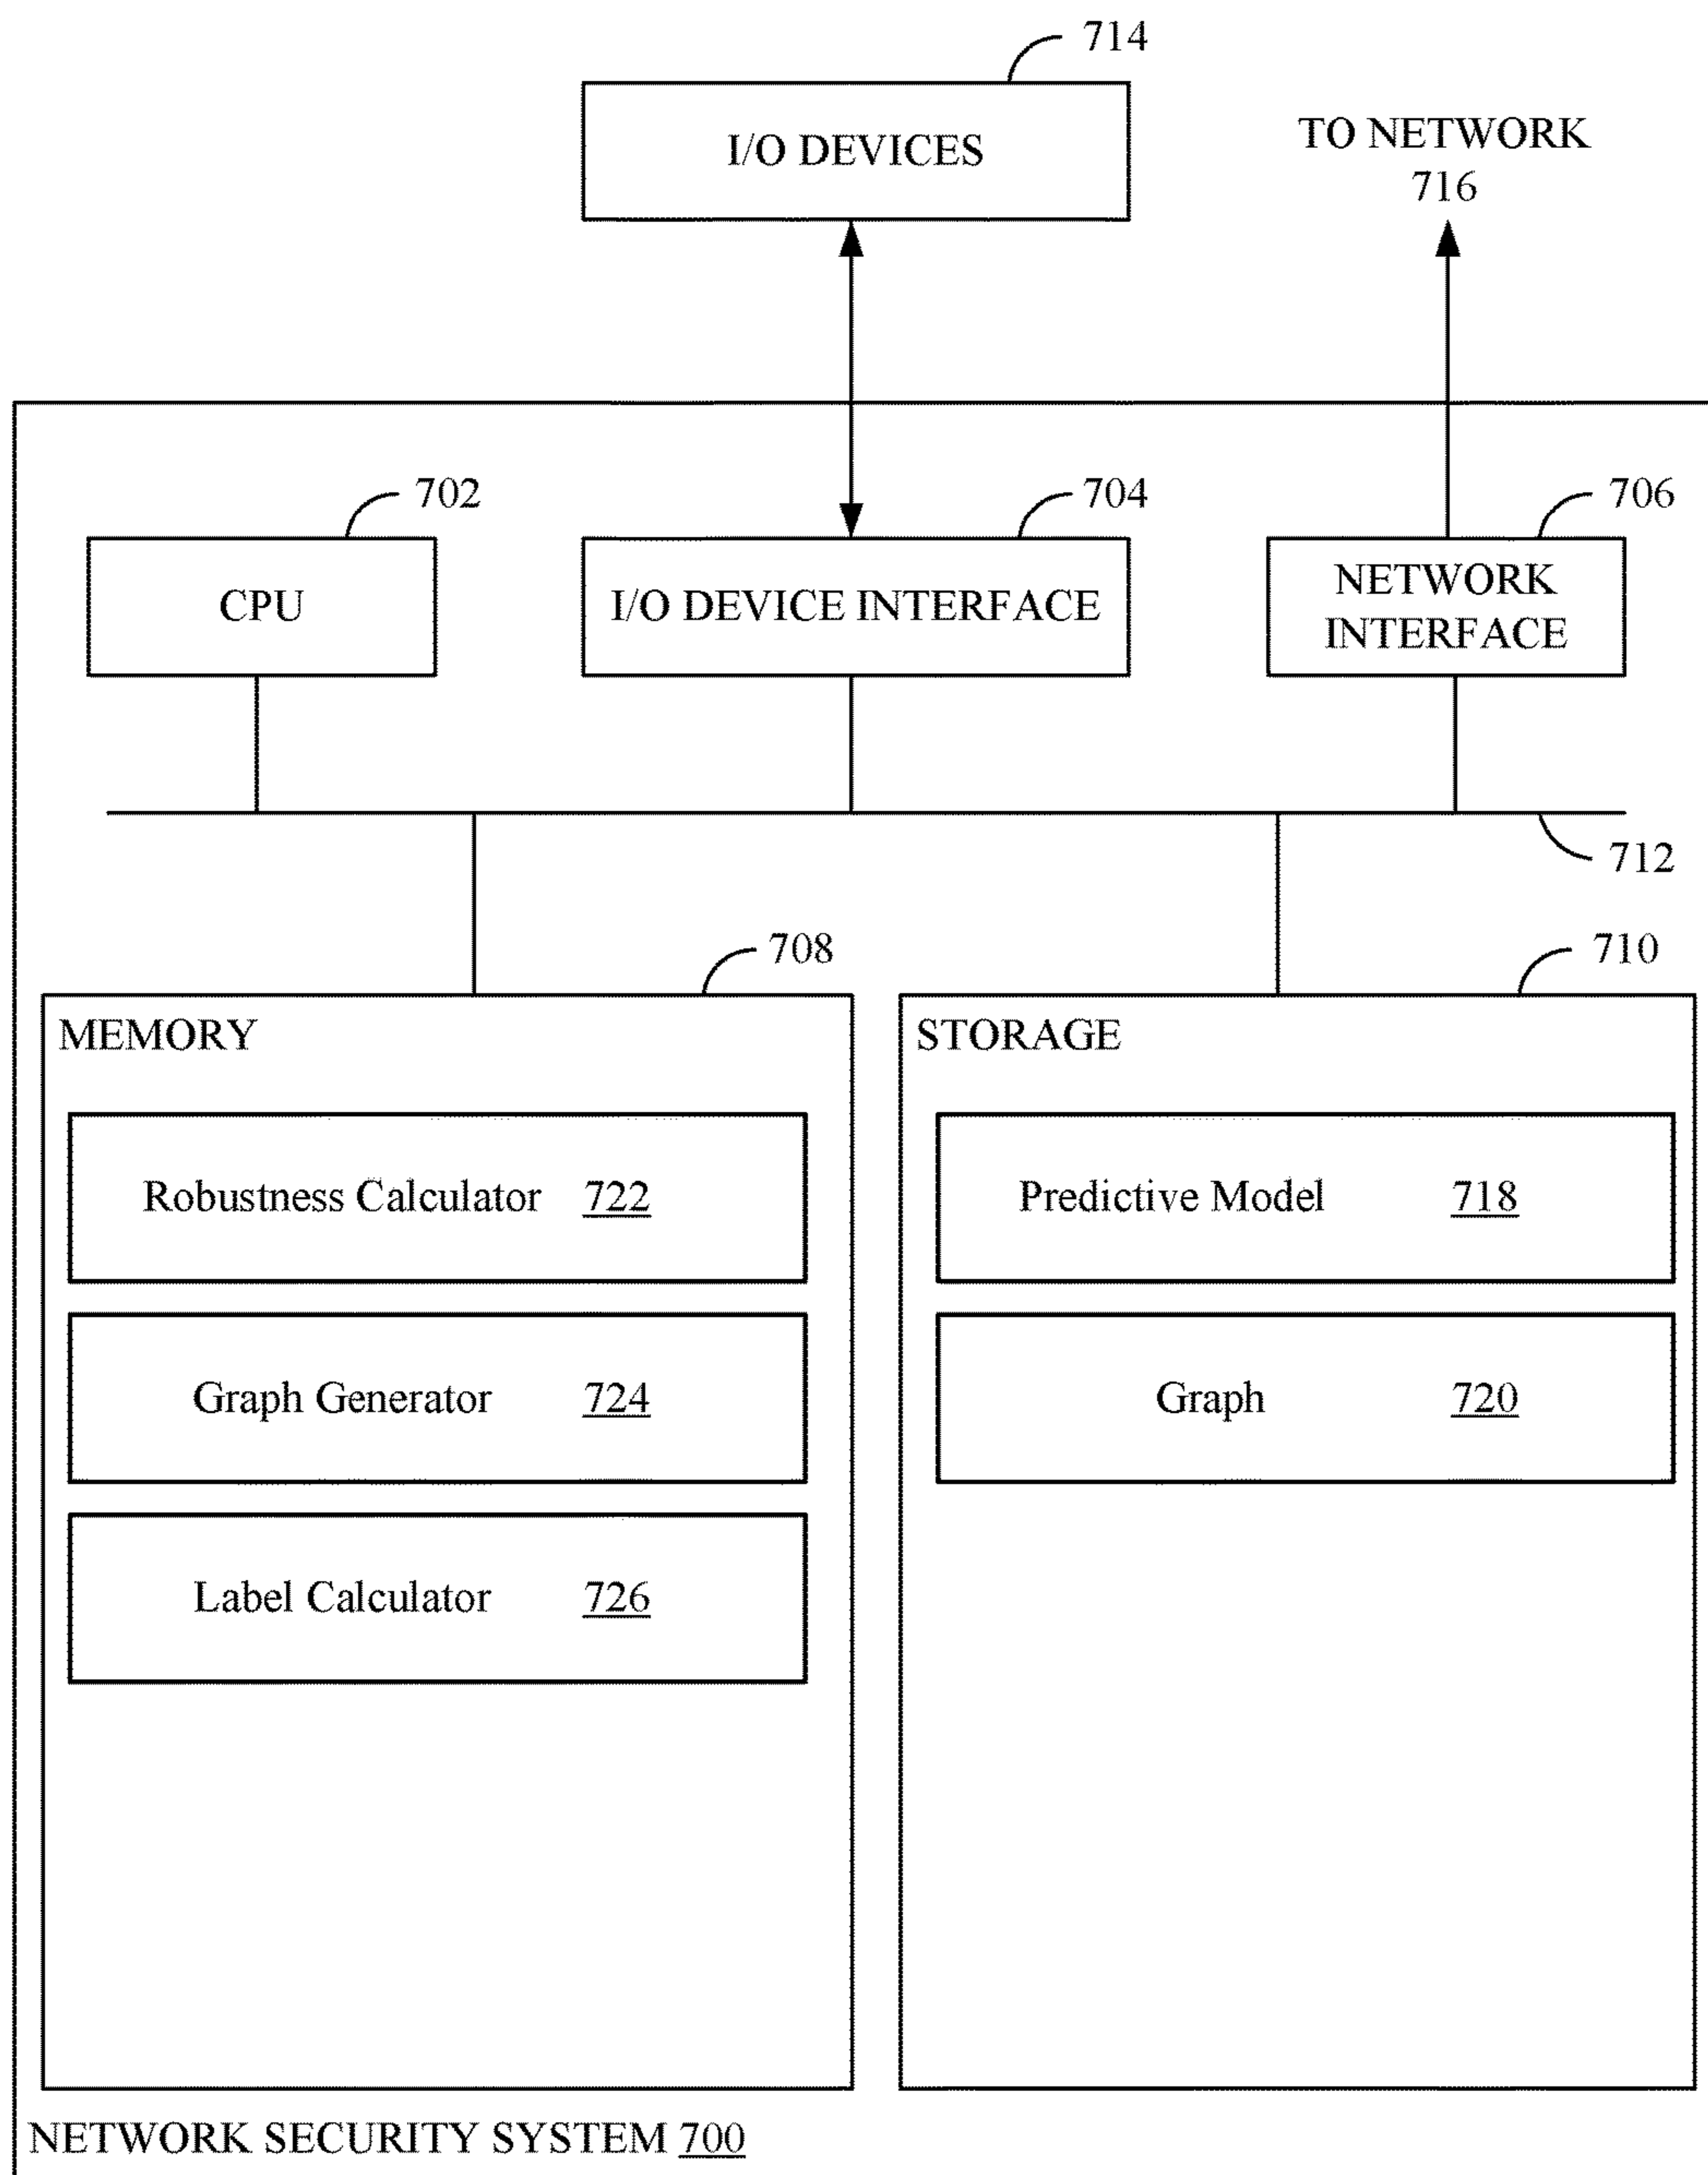 714
I/O DEVICES
TO NETWORK
716
702
704
706
CPU
I/O DEVICE INTERFACE
NETWORK
INTERFACE
712
708
710
MEMORY
STORAGE
Robustness Calculator 722
Predictive Model 718
Graph Generator 724
Graph 720
Label Calculator 726
NETWORK SECURITY SYSTEM 700